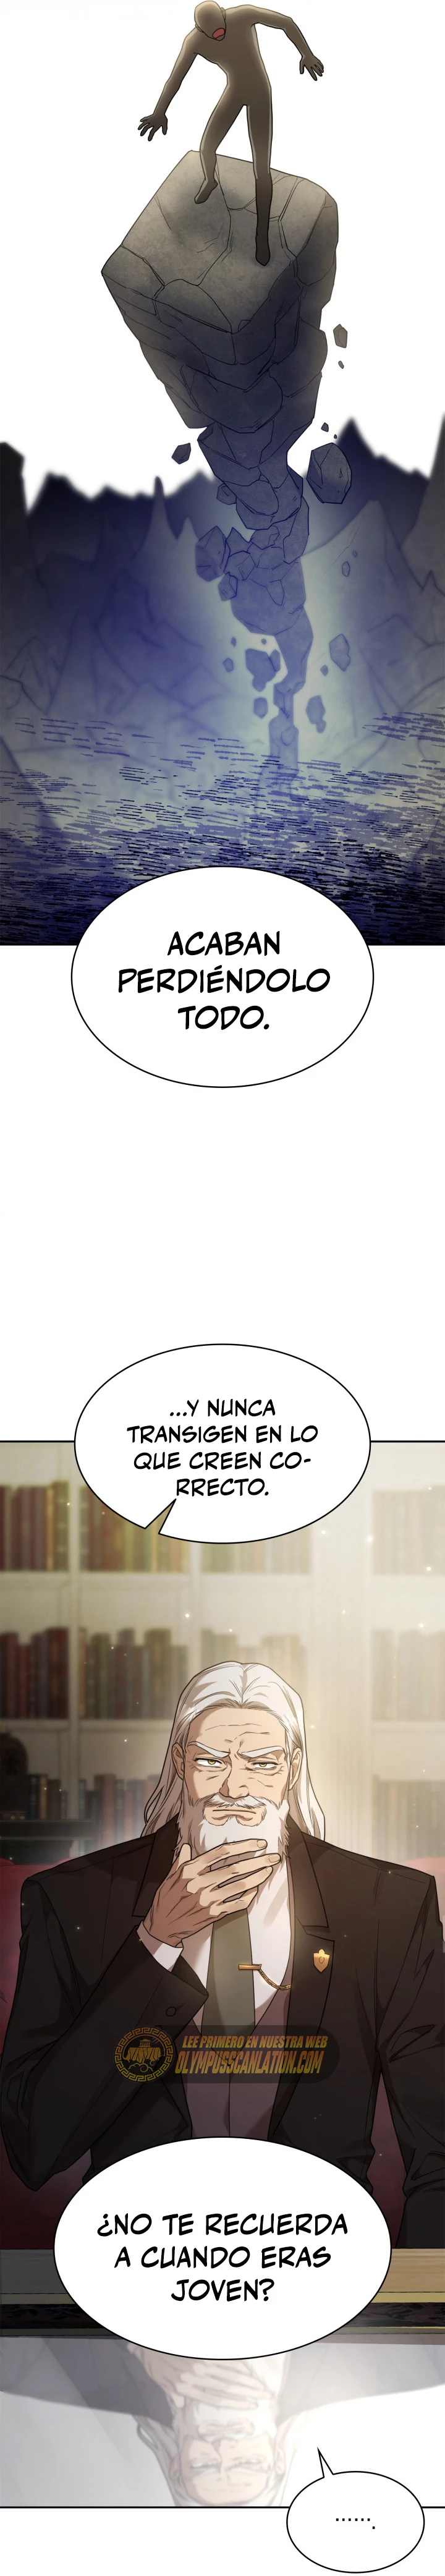 ACABAN
PERDIÉNDOLO
TODO.
...Y NUNCA
TRANSIGEN EN LO
QUE CREEN CO-
RRECTO.
LEE PRIMERO EN NUESTRA WEB
OLYMPUSSCANLATION.COM
¿NO TE RECUERDA
A CUANDO ERAS
JOVEN?
.......